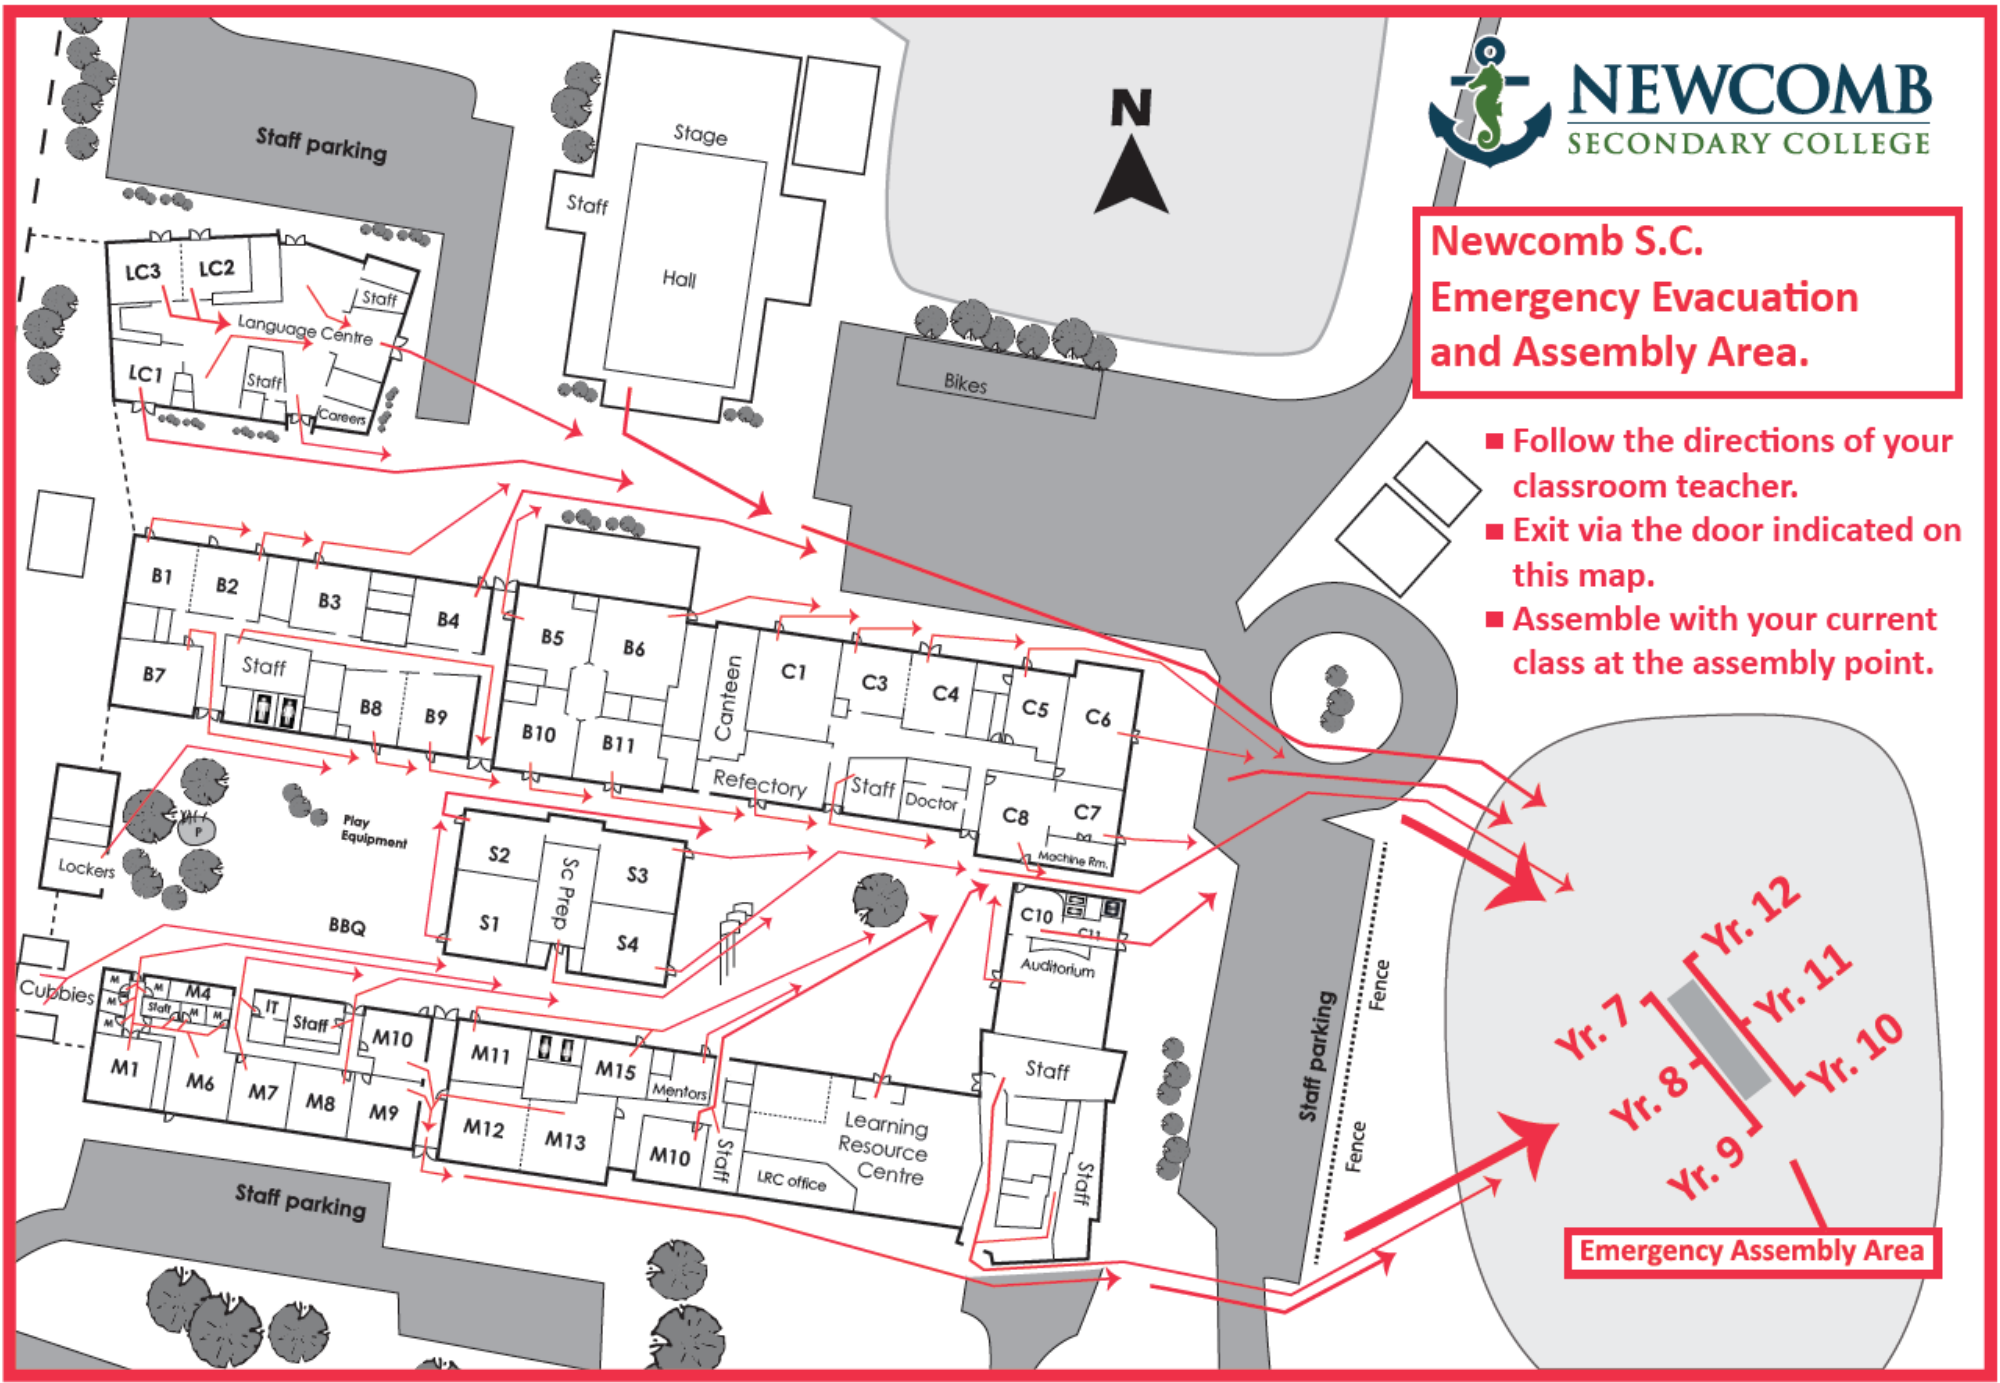 NEWCOMB
SECONDARY COLLEGE
N
Newcomb S.C.
Emergency Evacuation
and Assembly Area.
■ Follow the directions of your
classroom teacher.
■ Exit via the door indicated on
this map.
■ Assemble with your current
class at the assembly point.
Staff parking
Stage
Staff
Hall
Bikes
LC3
LC2
Staff
Language Centre
LC1
Staff
Careers
B1
B2
B3
B4
B5
B6
B7
Staff
B8
B9
B10
B11
Canteen
C1
C3
C4
C5
C6
Refectory
Staff
Doctor
C8
C7
Machine Rm.
Lockers
P
Play
Equipment
S2
Sc Prep
S3
S1
S4
BBQ
C10
C11
Auditorium
Cubbies
M
M
M
M
M4
Staff
M
M
IT
Staff
M10
M1
M6
M7
M8
M9
M11
M15
Mentors
M12
M13
M10
Staff
LRC office
Learning
Resource
Centre
Staff
Staff
Staff parking
Staff parking
Fence
Fence
Yr. 12
Yr. 11
Yr. 10
Yr. 7
Yr. 8
Yr. 9
Emergency Assembly Area